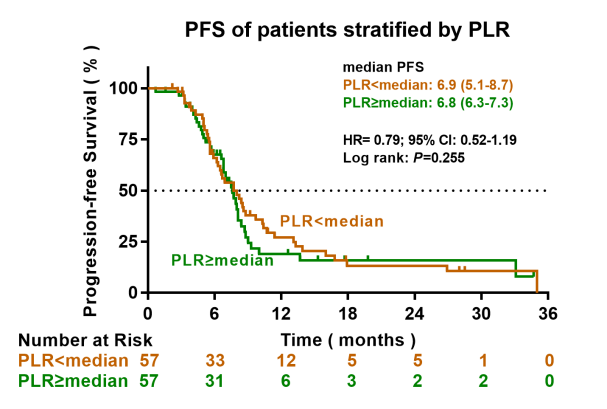 PFS of patients stratified by PLR
median PFS
PLR<median: 6.9 (5.1-8.7)
PLR≥median: 6.8 (6.3-7.3)
HR= 0.79; 95% CI: 0.52-1.19
Log rank: P=0.255
Progression-free Survival ( % )
100
75
50
25
0
PLR<median
PLR≥median
0 6 12 18 24 30 36
Time ( months )
Number at Risk
PLR<median 57 33 12 5 5 1 0
PLR≥median 57 31 6 3 2 2 0